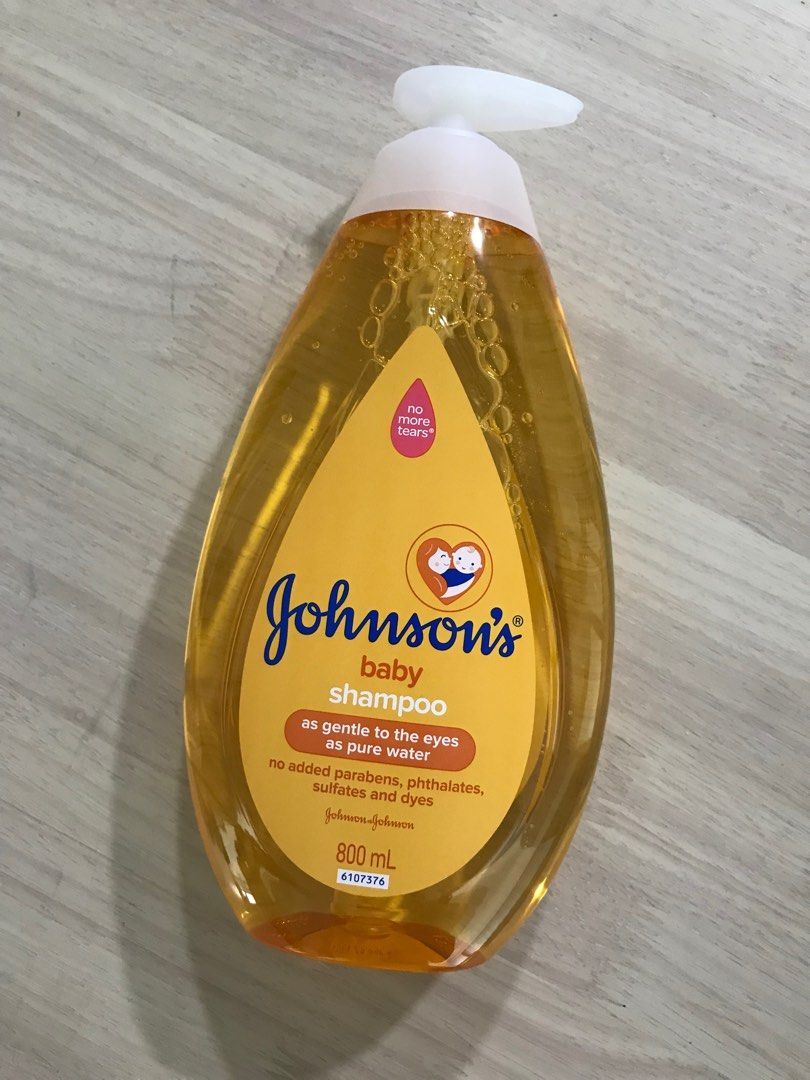 no
more
tears®
Johnson's®
baby
shampoo
as gentle to the eyes
as pure water
no added parabens, phthalates,
sulfates and dyes
Johnson & Johnson
800 mL
6107376